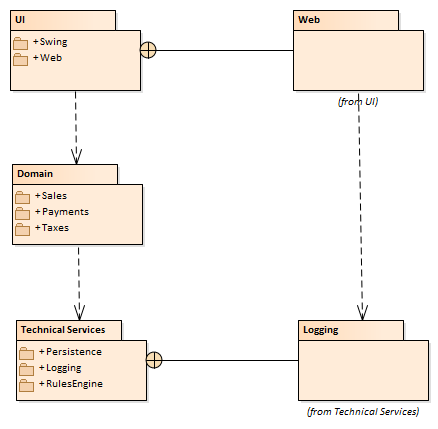 UI
+ Swing
+ Web
Web
(from UI)
Domain
+ Sales
+ Payments
+ Taxes
Technical Services
+ Persistence
+ Logging
+ RulesEngine
Logging
(from Technical Services)